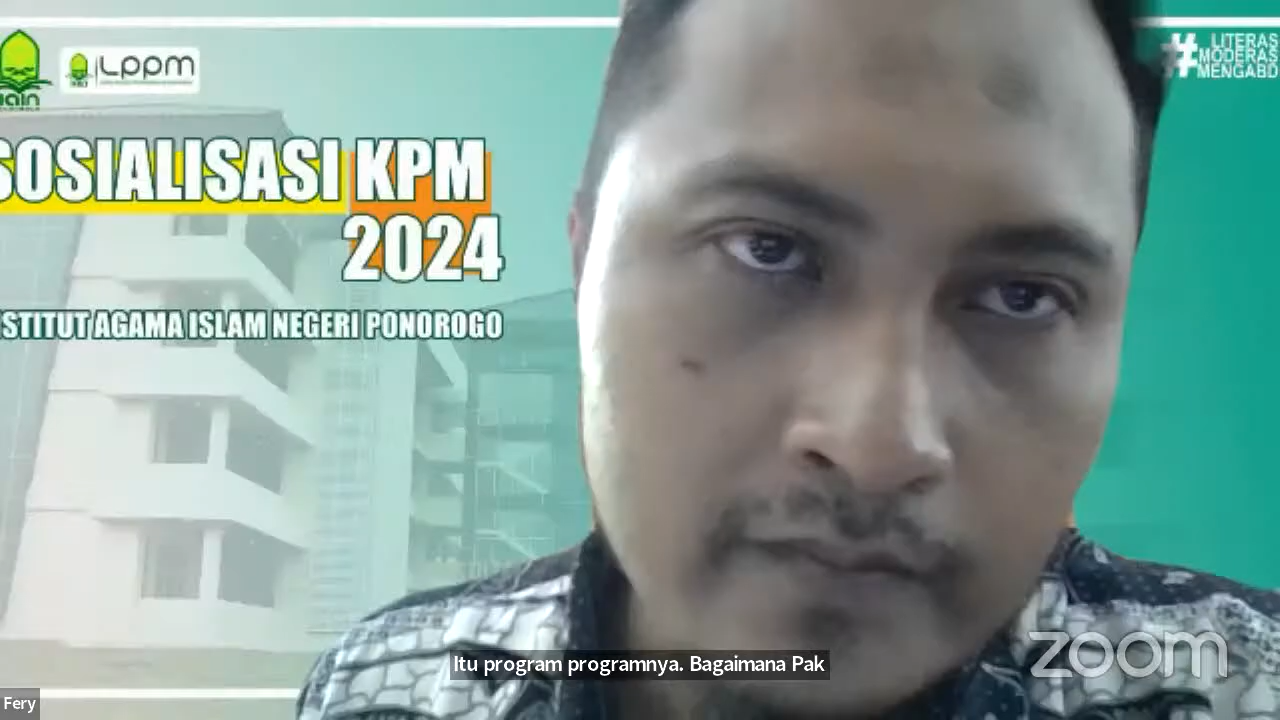 iain
LPPM
SOSIALISASI KPM
2024
STITUT AGAMA ISLAM NEGERI PONOROGO
#LITERAS
MODERAS
MENGABD
Itu program programnya. Bagaimana Pak
zoom
Fery